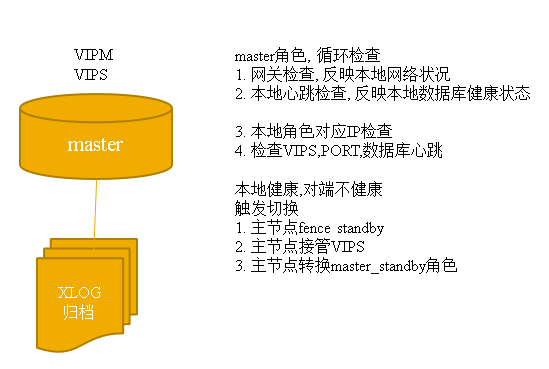 VIPM
VIPS
master
XLOG
归档
master角色, 循环检查
1. 网关检查, 反映本地网络状况
2. 本地心跳检查, 反映本地数据库健康状态
3. 本地角色对应IP检查
4. 检查VIPS,PORT,数据库心跳
本地健康,对端不健康
触发切换
1. 主节点fence standby
2. 主节点接管VIPS
3. 主节点转换master_standby角色